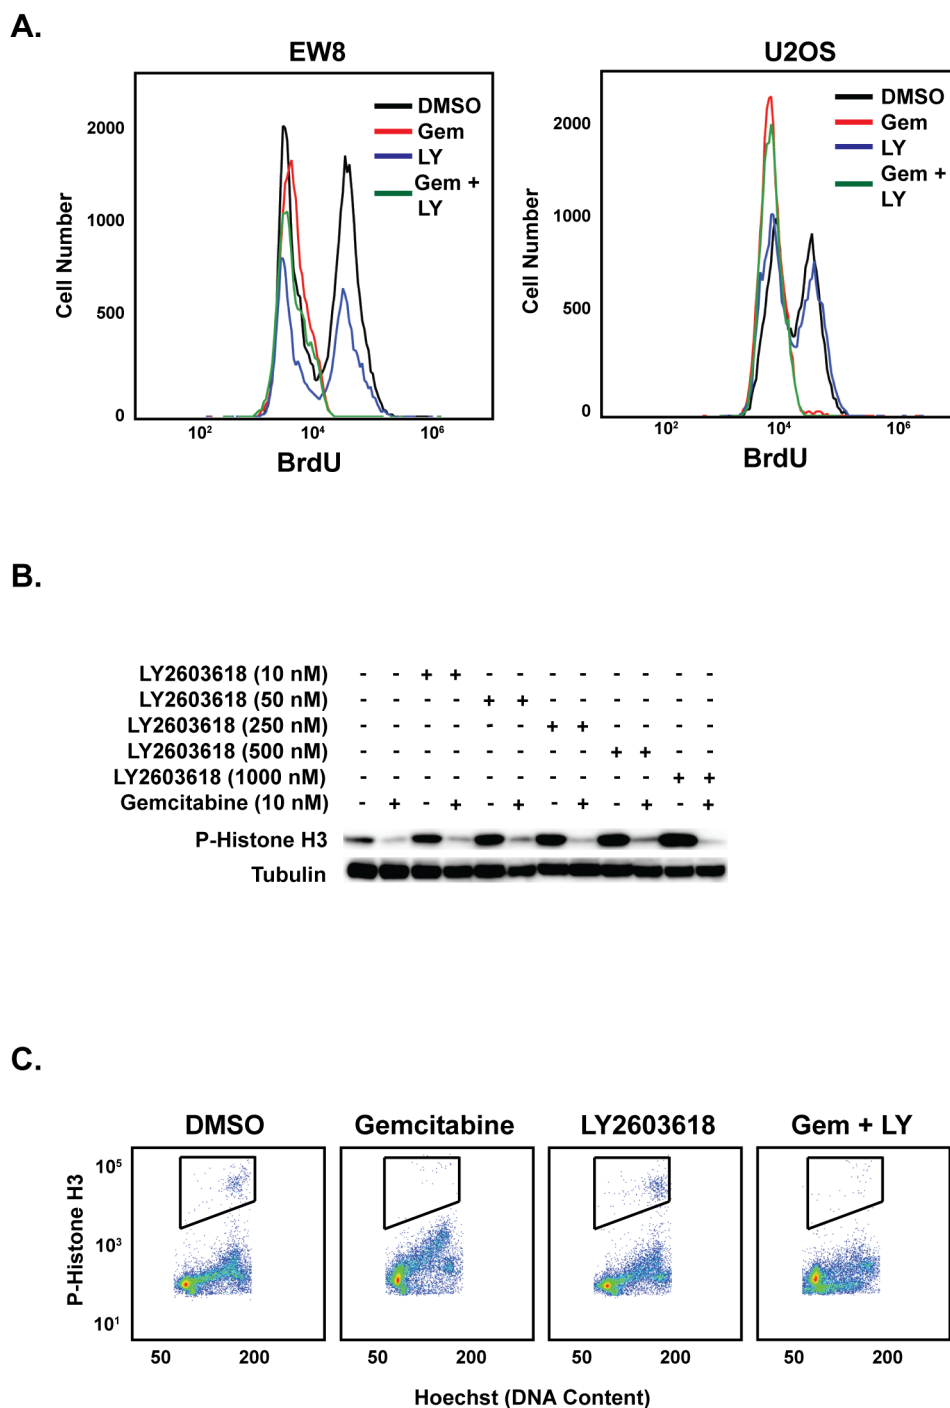 A.
EW8
DMSO
Gem
LY
Gem +
LY
2000
1000
500
0
Cell Number
10² 10⁴ 10⁶
BrdU
U2OS
DMSO
Gem
LY
Gem +
LY
2000
1000
500
0
Cell Number
10² 10⁴ 10⁶
BrdU
B.
LY2603618 (10 nM) - - + + - - - - - - - -
LY2603618 (50 nM) - - - - + + - - - - - -
LY2603618 (250 nM) - - - - - - + + - - - -
LY2603618 (500 nM) - - - - - - - - + + - -
LY2603618 (1000 nM) - - - - - - - - - - + +
Gemcitabine (10 nM) - + - + - + - + - + - +
P-Histone H3
Tubulin
C.
DMSO Gemcitabine LY2603618 Gem + LY
P-Histone H3
10⁵
10³
10¹
50 200 50 200 50 200 50 200
Hoechst (DNA Content)